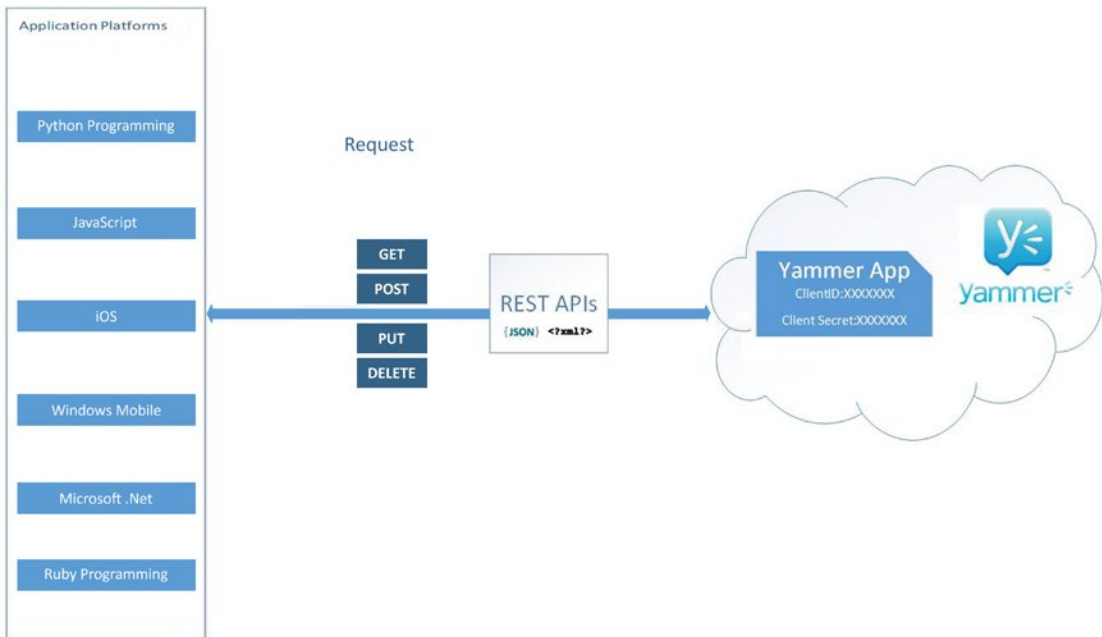 Application Platforms
Python Programming
JavaScript
iOS
Windows Mobile
Microsoft .Net
Ruby Programming
Request
GET
POST
PUT
DELETE
REST APIs
{JSON} <?xml?>
Yammer App
ClientID:XXXXXXX
Client Secret:XXXXXXX
y
yammer